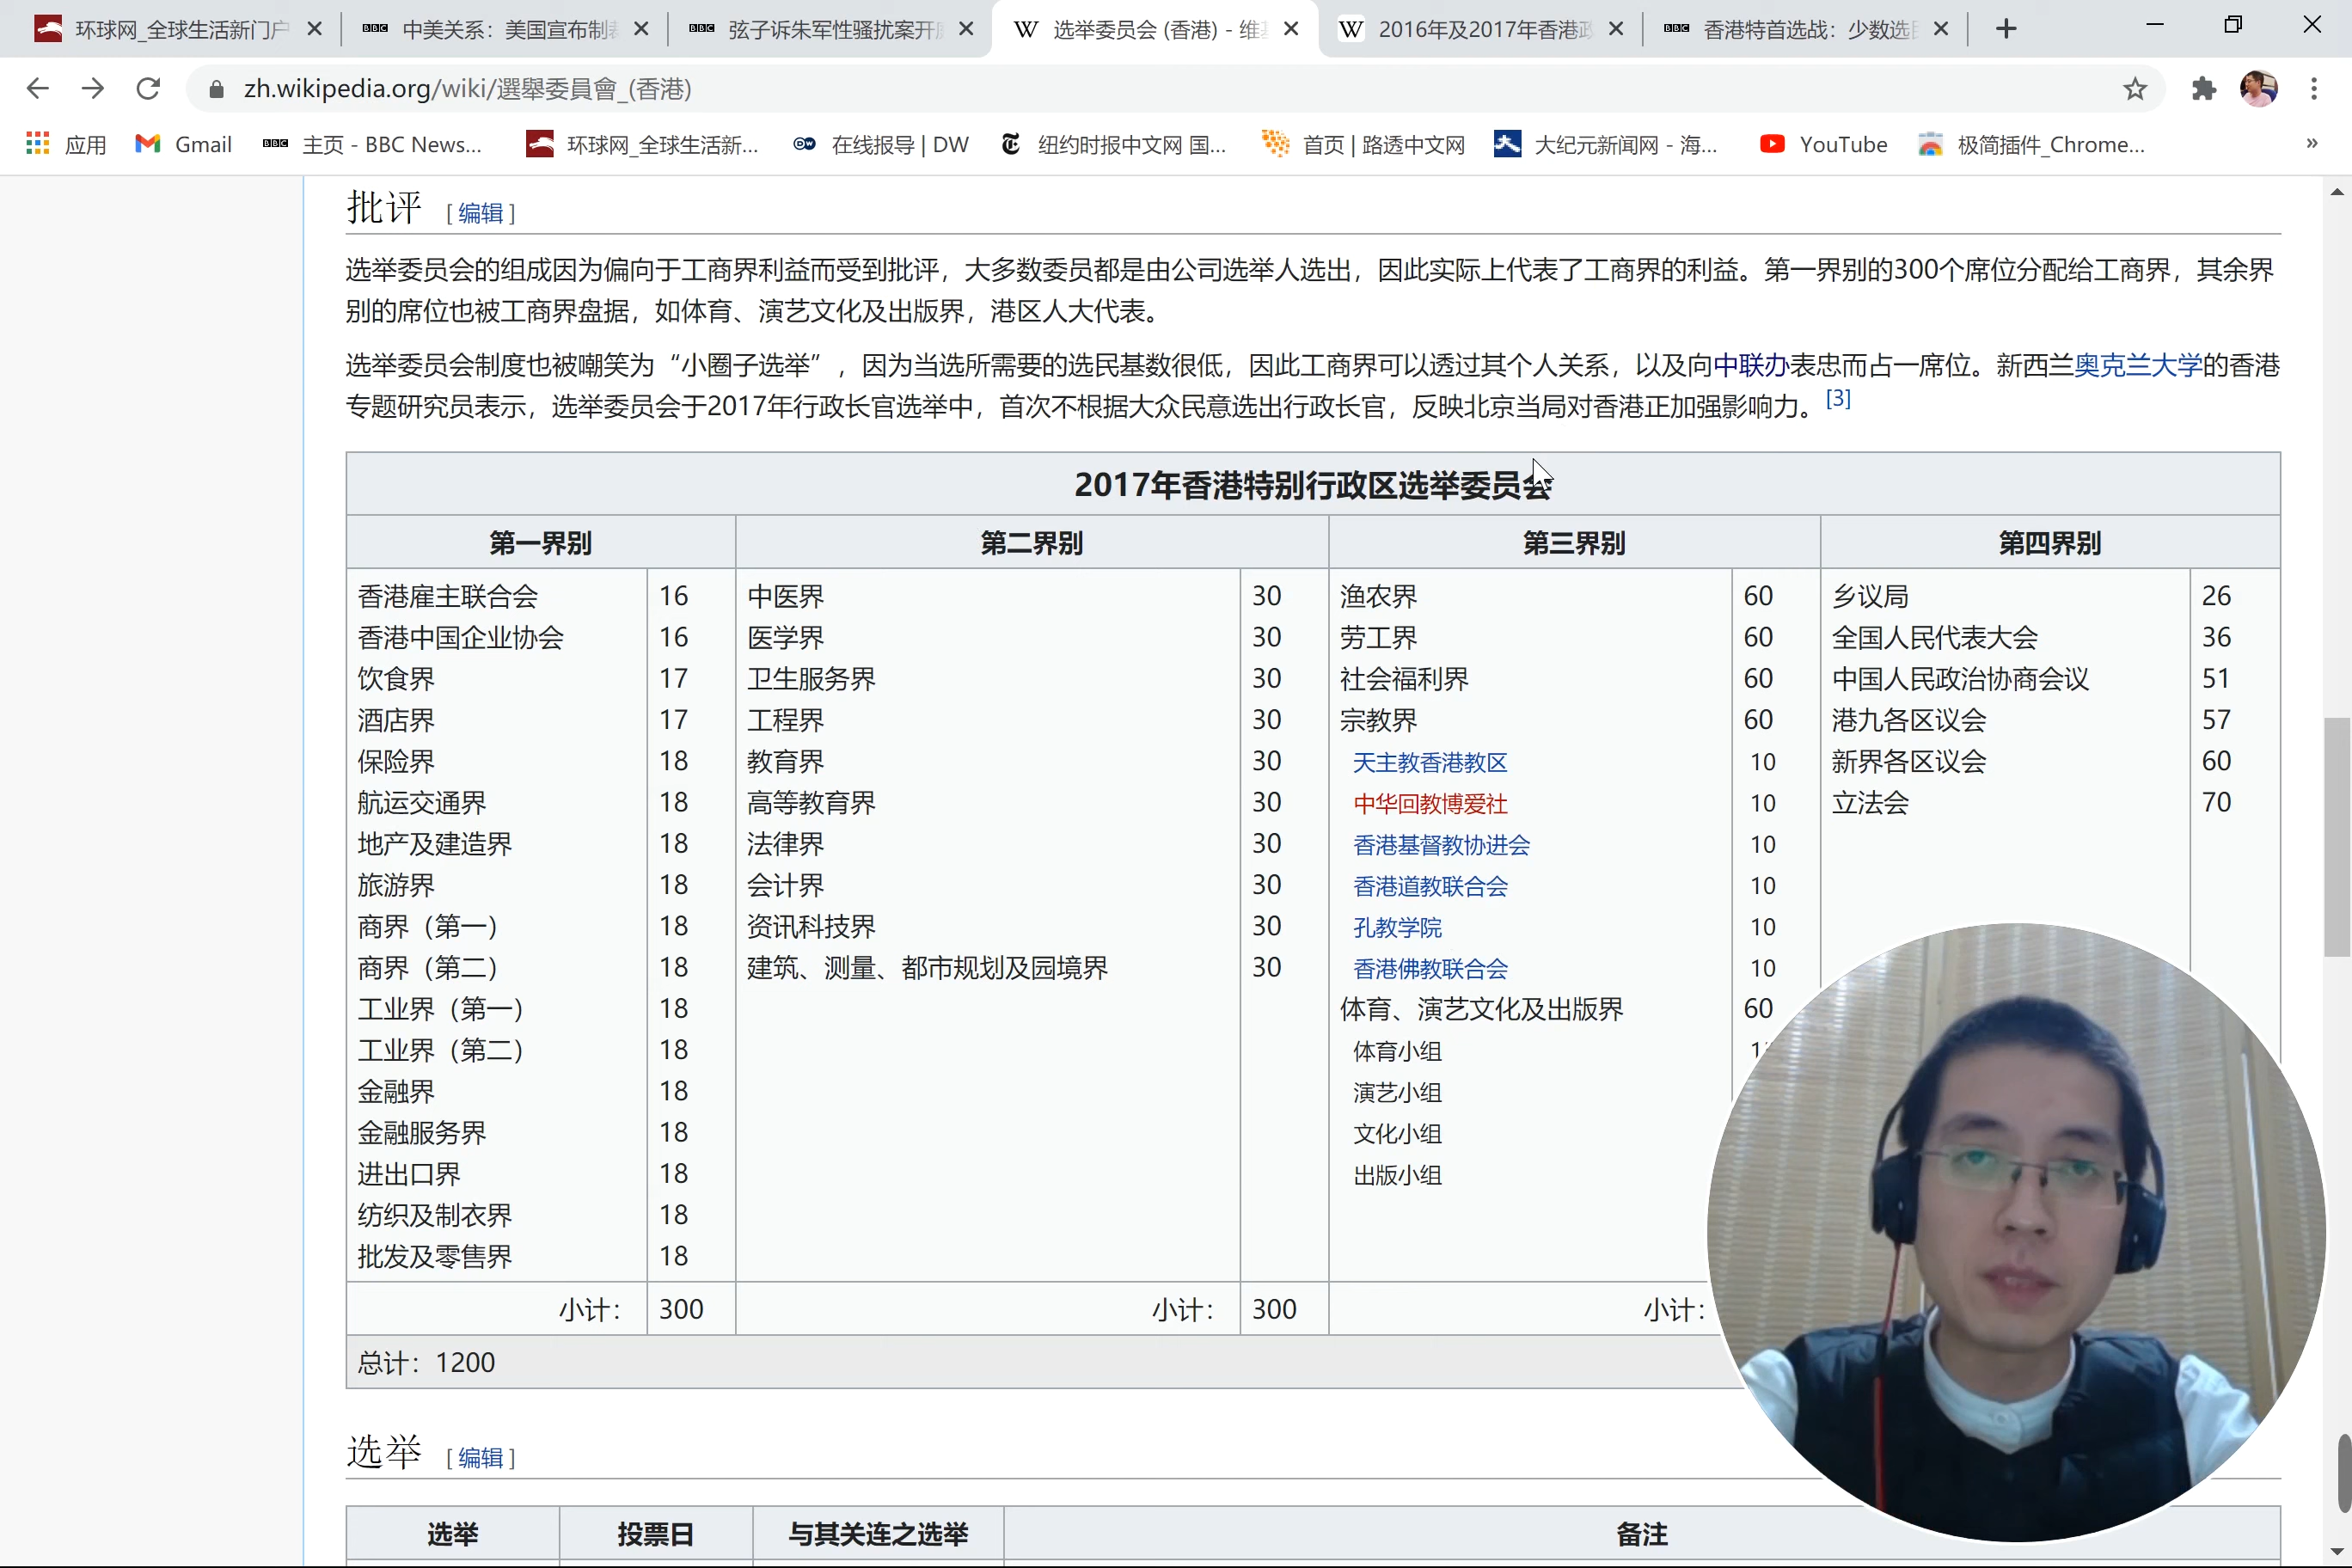 环球网_全球生活新门户
BBC 中美关系：美国宣布制裁
BBC 弦子诉朱军性骚扰案开庭
W 选举委员会 (香港) - 维基
W 2016年及2017年香港政
BBC 香港特首选战：少数选民
zh.wikipedia.org/wiki/選舉委員會_(香港)
应用
Gmail
BBC 主页 - BBC News...
环球网_全球生活新...
DW 在线报导 | DW
纽约时报中文网 国...
首页 | 路透中文网
大纪元新闻网 - 海...
YouTube
极简插件_Chrome...
»
批评 [ 编辑 ]
选举委员会的组成因为偏向于工商界利益而受到批评，大多数委员都是由公司选举人选出，因此实际上代表了工商界的利益。第一界别的300个席位分配给工商界，其余界
别的席位也被工商界盘据，如体育、演艺文化及出版界，港区人大代表。
选举委员会制度也被嘲笑为“小圈子选举”，因为当选所需要的选民基数很低，因此工商界可以透过其个人关系，以及向中联办表忠而占一席位。新西兰奥克兰大学的香港
专题研究员表示，选举委员会于2017年行政长官选举中，首次不根据大众民意选出行政长官，反映北京当局对香港正加强影响力。[3]
2017年香港特别行政区选举委员会
第一界别 第二界别 第三界别 第四界别
香港雇主联合会 16 中医界 30 渔农界 60 乡议局 26
香港中国企业协会 16 医学界 30 劳工界 60 全国人民代表大会 36
饮食界 17 卫生服务界 30 社会福利界 60 中国人民政治协商会议 51
酒店界 17 工程界 30 宗教界 60 港九各区议会 57
保险界 18 教育界 30 天主教香港教区 10 新界各区议会 60
航运交通界 18 高等教育界 30 中华回教博爱社 10 立法会 70
地产及建造界 18 法律界 30 香港基督教协进会 10
旅游界 18 会计界 30 香港道教联合会 10
商界（第一） 18 资讯科技界 30 孔教学院 10
商界（第二） 18 建筑、测量、都市规划及园境界 30 香港佛教联合会 10
工业界（第一） 18 体育、演艺文化及出版界 60
工业界（第二） 18 体育小组
金融界 18 演艺小组
金融服务界 18 文化小组
进出口界 18 出版小组
纺织及制衣界 18
批发及零售界 18
小计： 300 小计： 300 小计：
总计：1200
选举 [ 编辑 ]
选举 投票日 与其关连之选举 备注